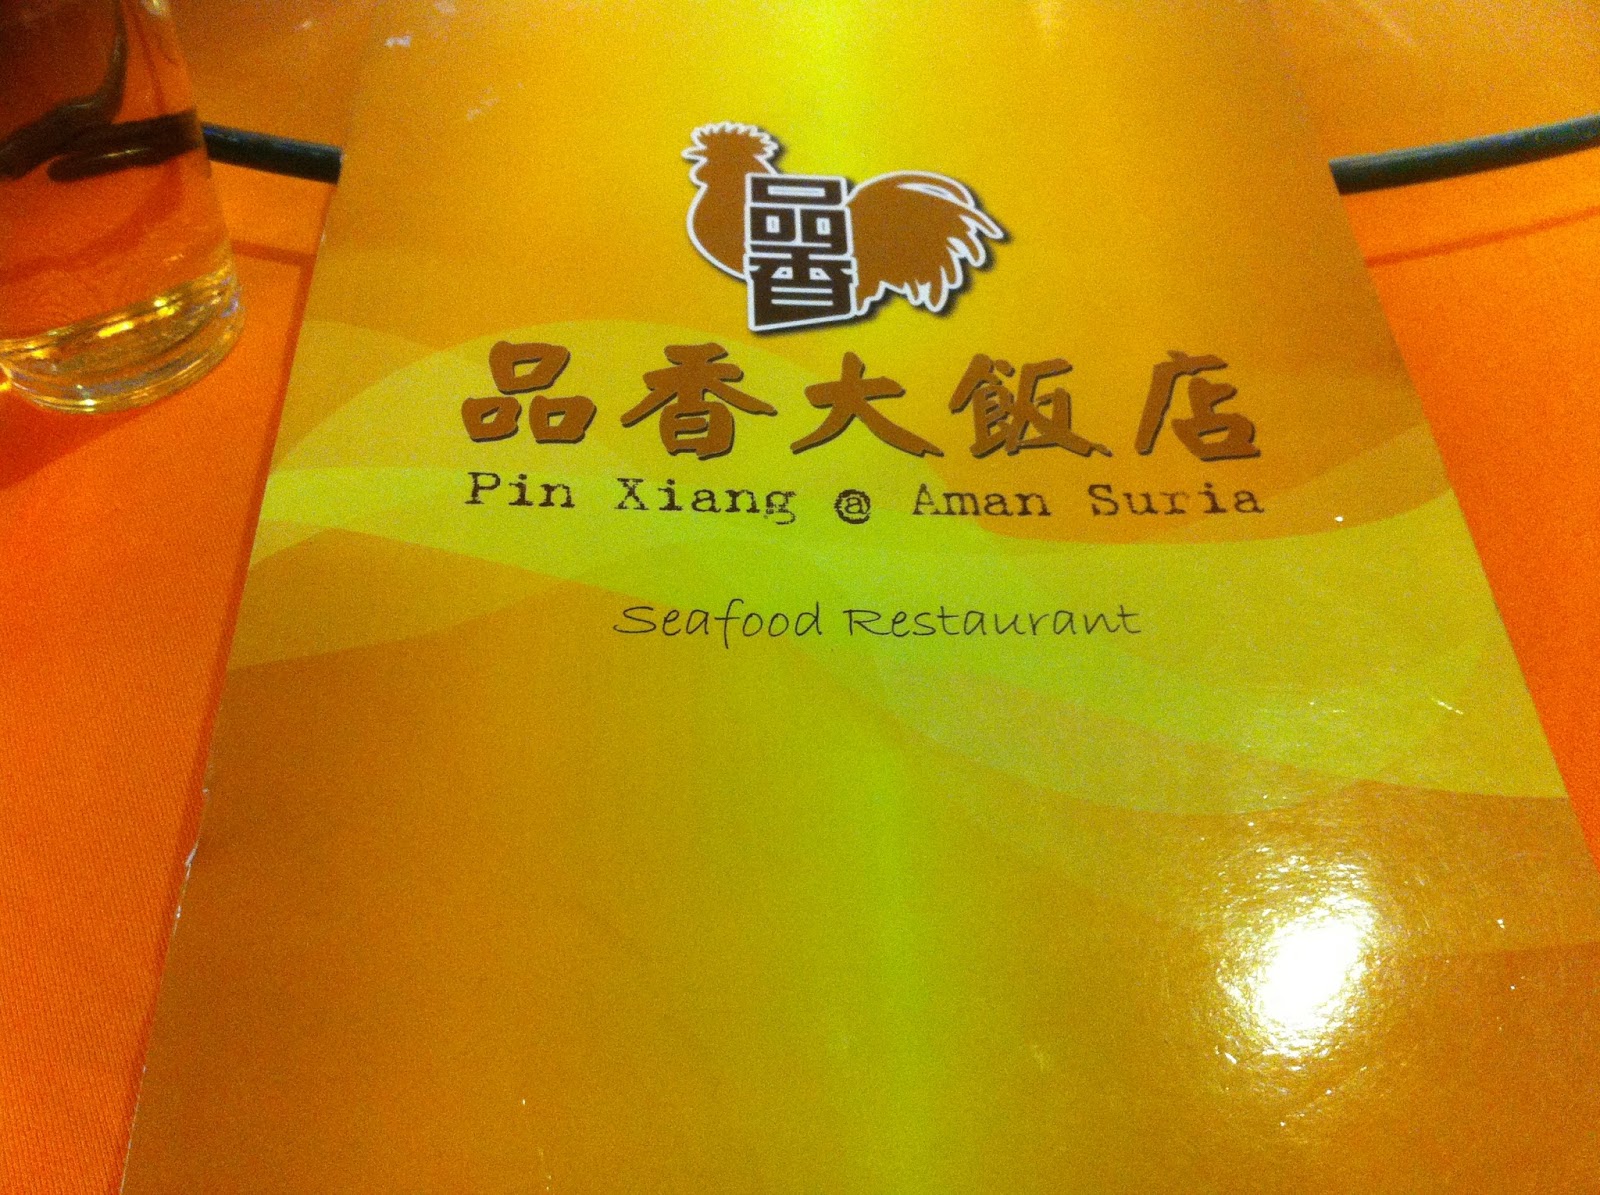 品香
品香大飯店
Pin Xiang @ Aman Suria
Seafood Restaurant